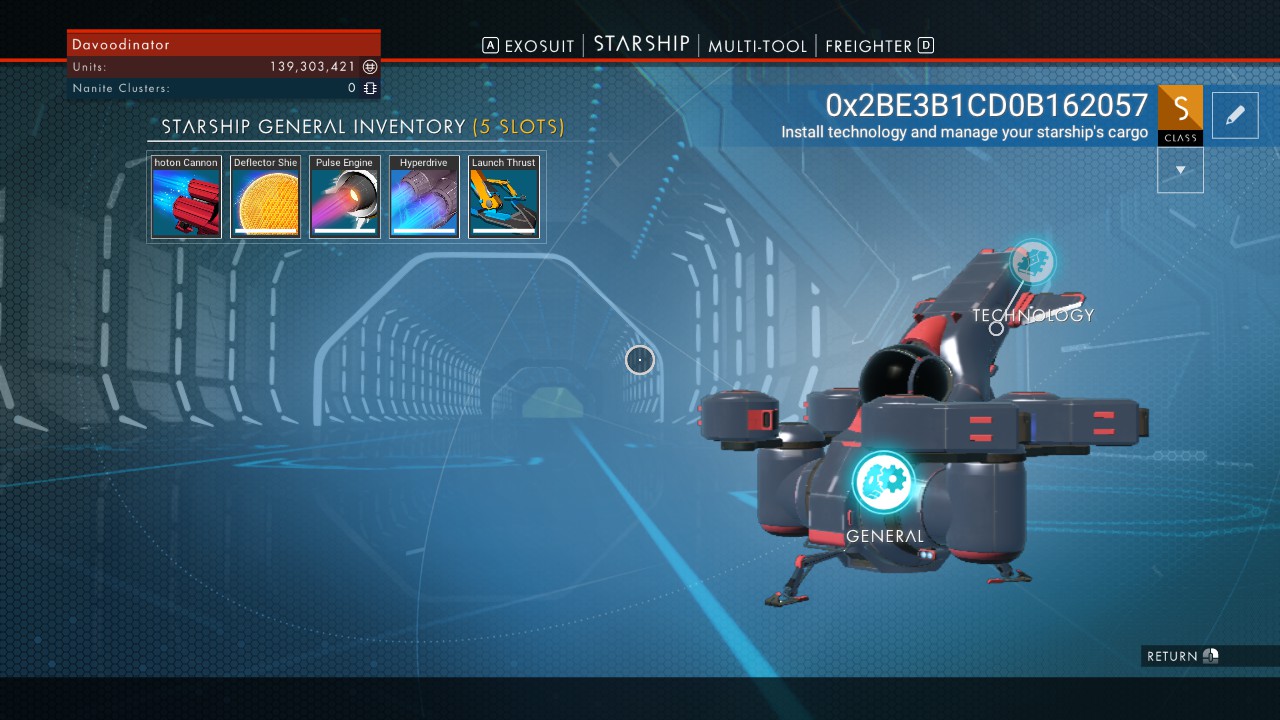 Davoodinator
Units: 139,303,421
Nanite Clusters: 0
A EXOSUIT STARSHIP MULTI-TOOL FREIGHTER D
0x2BE3B1CD0B162057
Install technology and manage your starship's cargo
S
CLASS
STARSHIP GENERAL INVENTORY (5 SLOTS)
hoton Cannon Deflector Shie Pulse Engine Hyperdrive Launch Thrust
TECHNOLOGY
GENERAL
RETURN